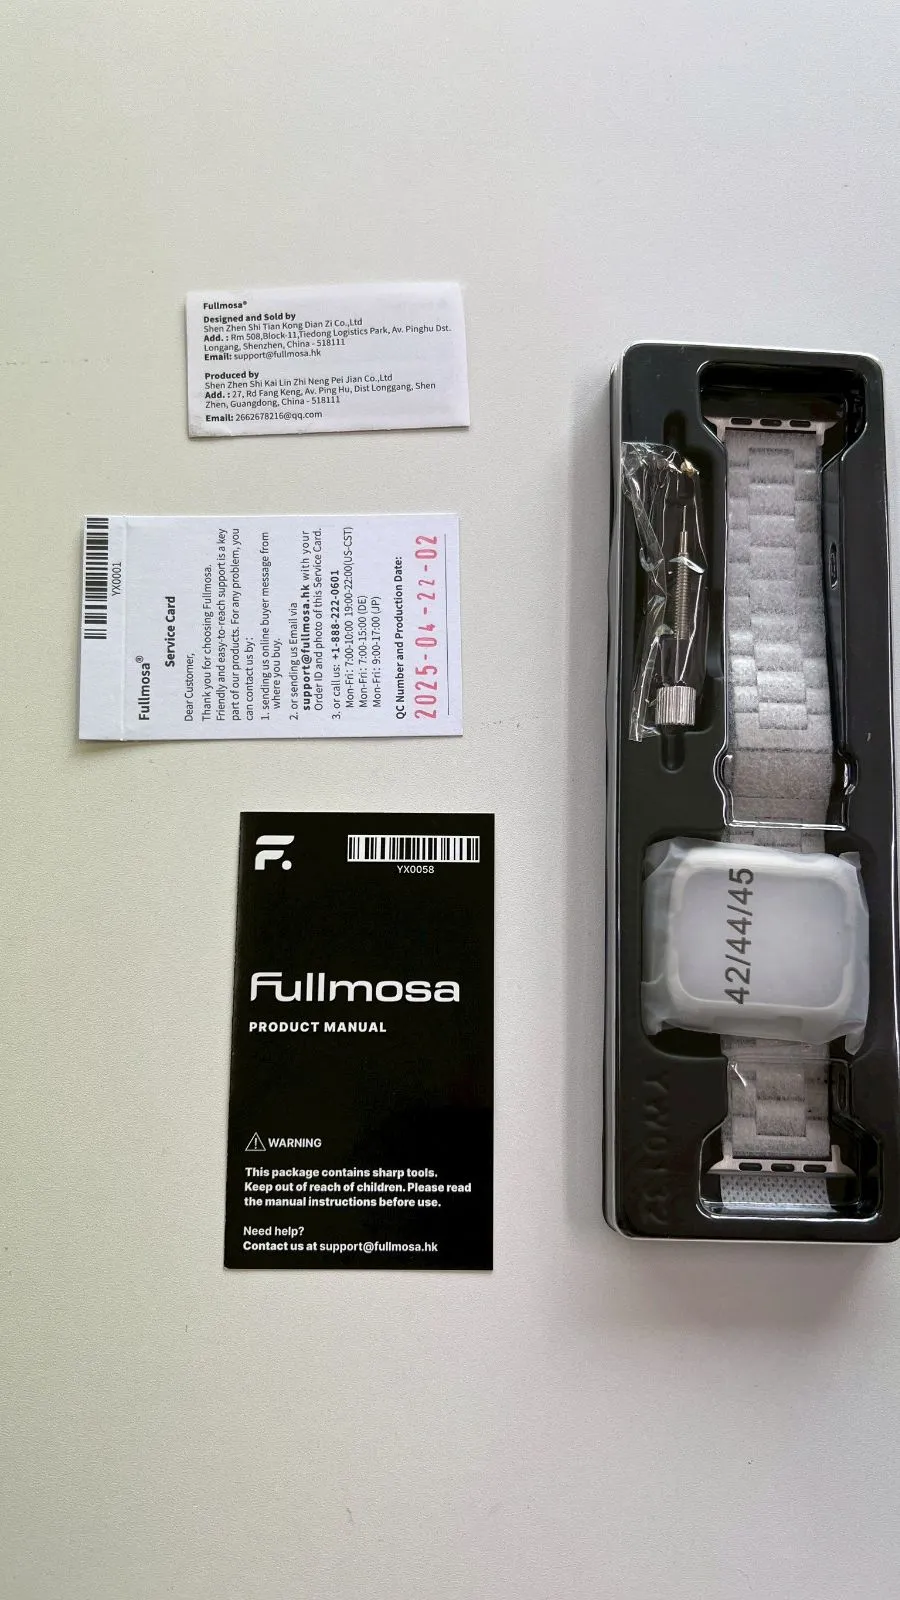 Fullmosa®
Designed and Sold by
Shen Zhen Shi Tian Kong Dian Zi Co.,Ltd
Add. : Rm 508,Block-11,Tiedong Logistics Park, Av. Pinghu Dst.
Longang, Shenzhen, China - 518111
Email: support@fullmosa.hk
Produced by
Shen Zhen Shi Kai Lin Zhi Neng Pei Jian Co.,Ltd
Add. : 27, Rd Fang Keng, Av. Ping Hu, Dist Longgang, Shen
Zhen, Guangdong, China - 518111
Email: 2662678216@qq.com
YX0001
Fullmosa®
Service Card
Dear Customer,
Thank you for choosing Fullmosa.
Friendly and easy-to-reach support is a key
part of our products. For any problem, you
can contact us by:
1. sending us online buyer message from
where you buy.
2. or sending us Email via
support@fullmosa.hk with your
Order ID and photo of this Service Card.
3. or call us: +1-888-222-0601
Mon-Fri: 7:00-10:00 19:00-22:00(US-CST)
Mon-Fri: 7:00-15:00 (DE)
Mon-Fri: 9:00-17:00 (JP)
QC Number and Production Date:
2025-04-22-02
F.
YX0058
Fullmosa
PRODUCT MANUAL
WARNING
This package contains sharp tools.
Keep out of reach of children. Please read
the manual instructions before use.
Need help?
Contact us at support@fullmosa.hk
42/44/45